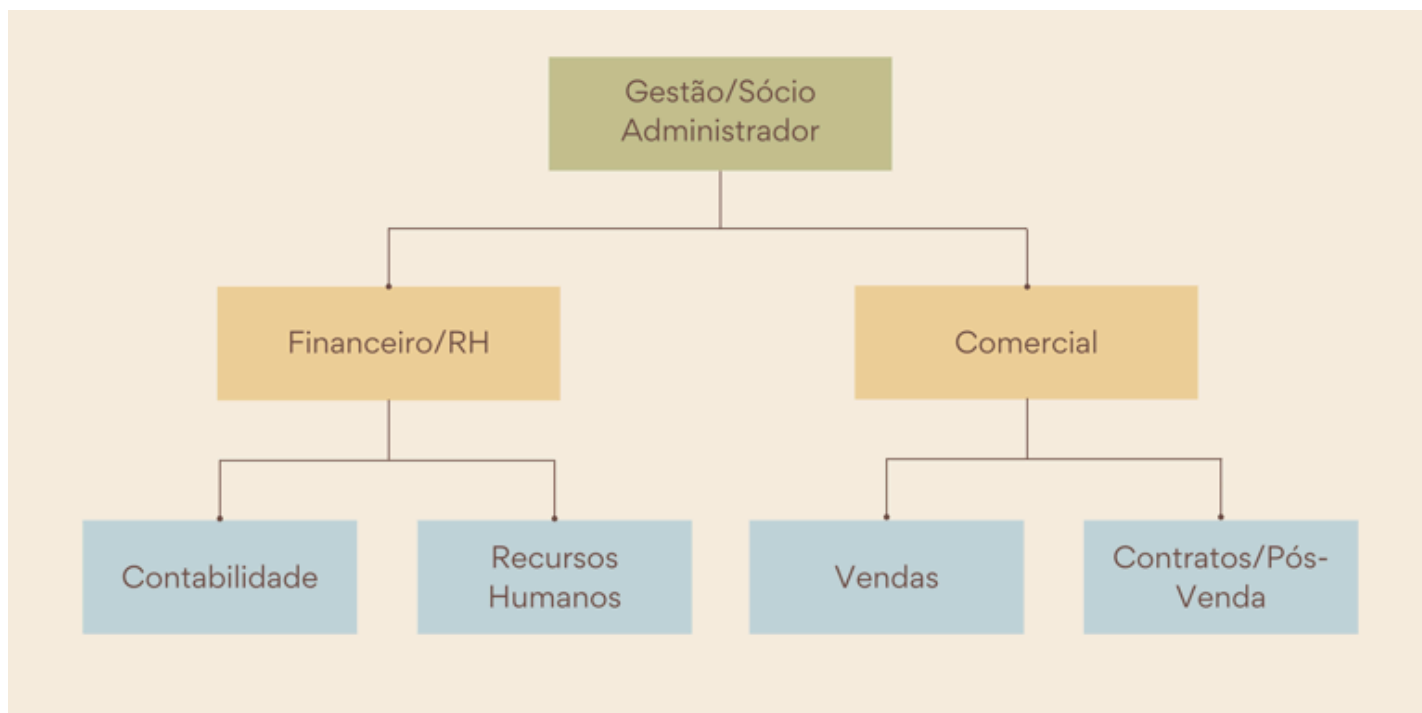 Gestão/Sócio
Administrador
Financeiro/RH
Comercial
Contabilidade
Recursos
Humanos
Vendas
Contratos/Pós-
Venda